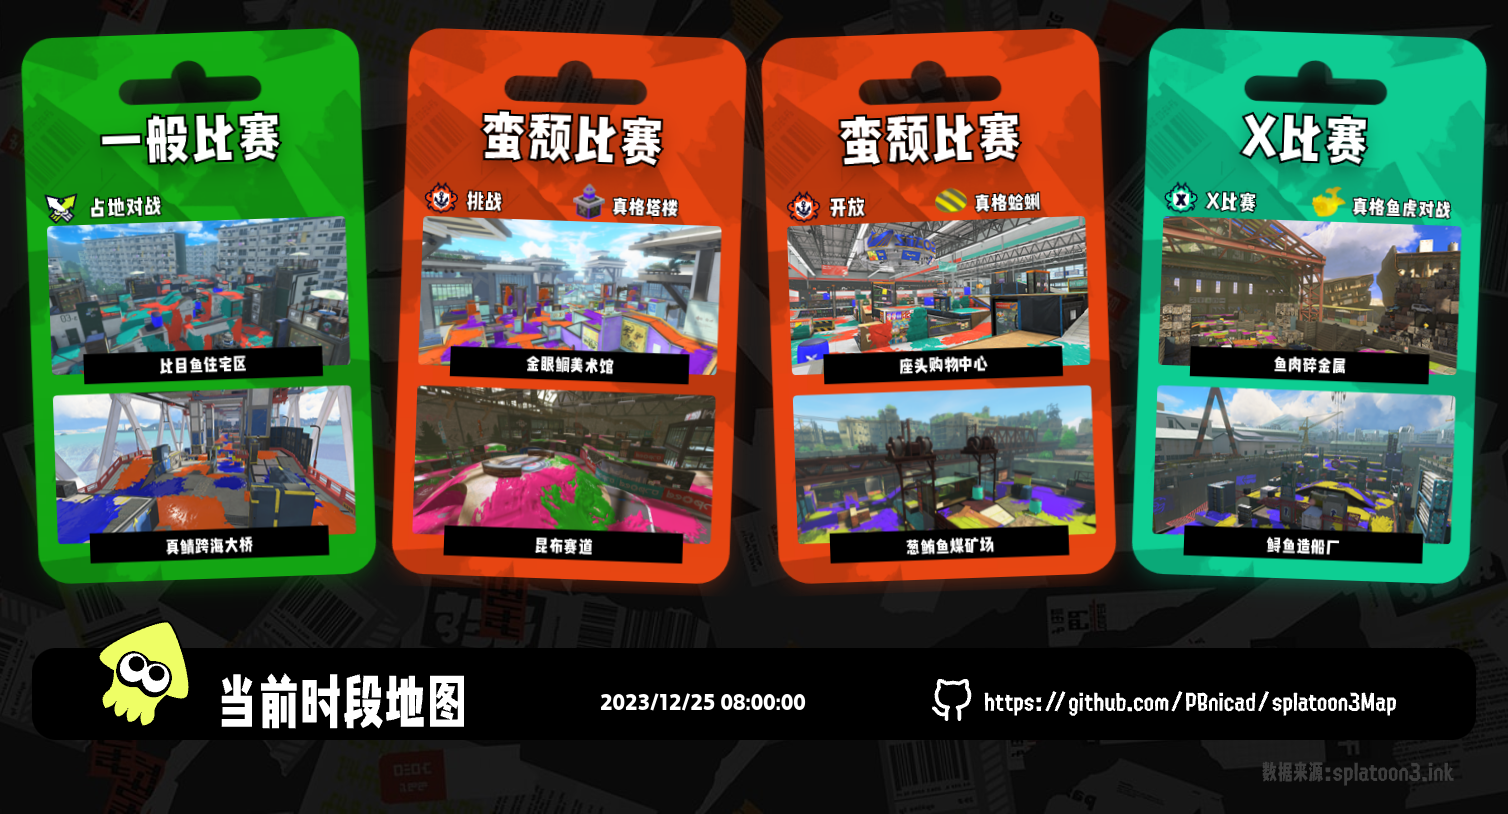 一般比赛
占地对战
比目鱼住宅区
真鲭跨海大桥
蛮颓比赛
挑战
真格塔楼
金眼鲷美术馆
昆布赛道
蛮颓比赛
开放
真格蛤蜊
座头购物中心
葱鲔鱼煤矿场
X比赛
X比赛
真格鱼虎对战
鱼肉碎金属
鲟鱼造船厂
当前时段地图
2023/12/25 08:00:00
https://github.com/PBnicad/splatoon3Map
数据来源:splatoon3.ink